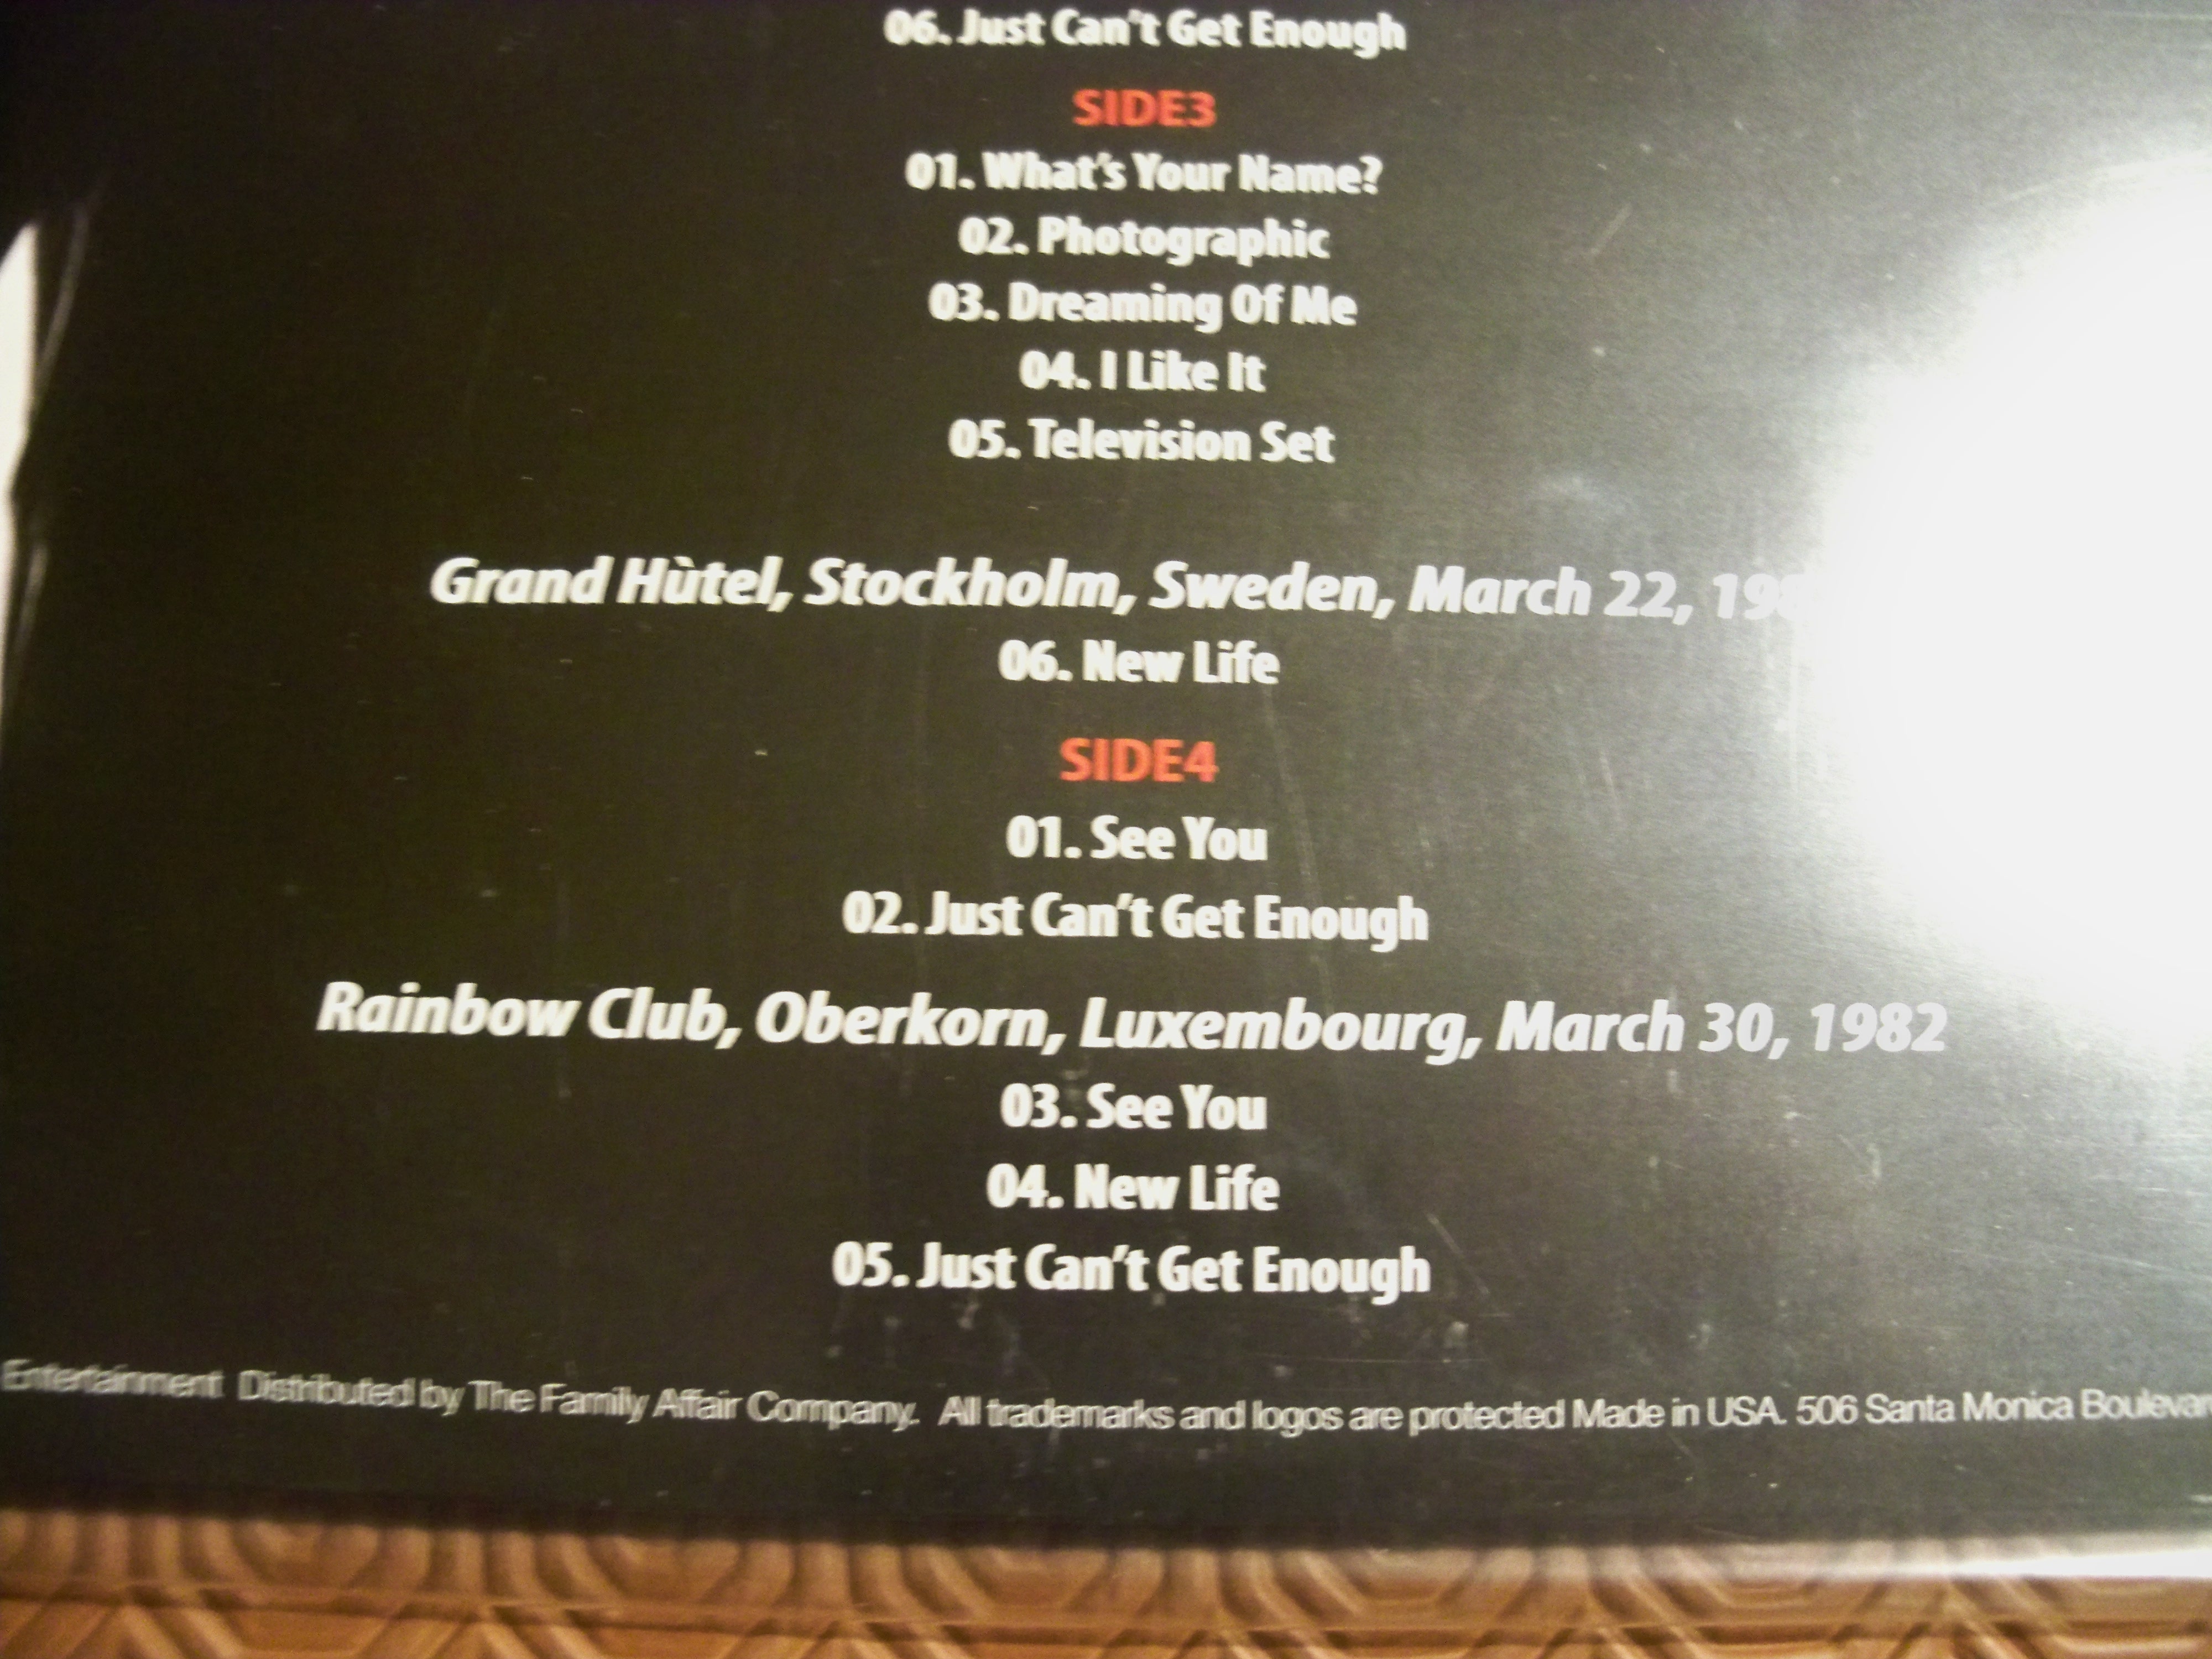 06. Just Can't Get Enough
SIDE3
01. What's Your Name?
02. Photographic
03. Dreaming Of Me
04. I Like It
05. Television Set
Grand Hùtel, Stockholm, Sweden, March 22,
06. New Life
SIDE4
01. See You
02. Just Can't Get Enough
Rainbow Club, Oberkorn, Luxembourg, March 30, 1982
03. See You
04. New Life
05. Just Can't Get Enough
Entertainment Distributed by The Family Affair Company. All trademarks and logos are protected Made in USA. 506 Santa Monica